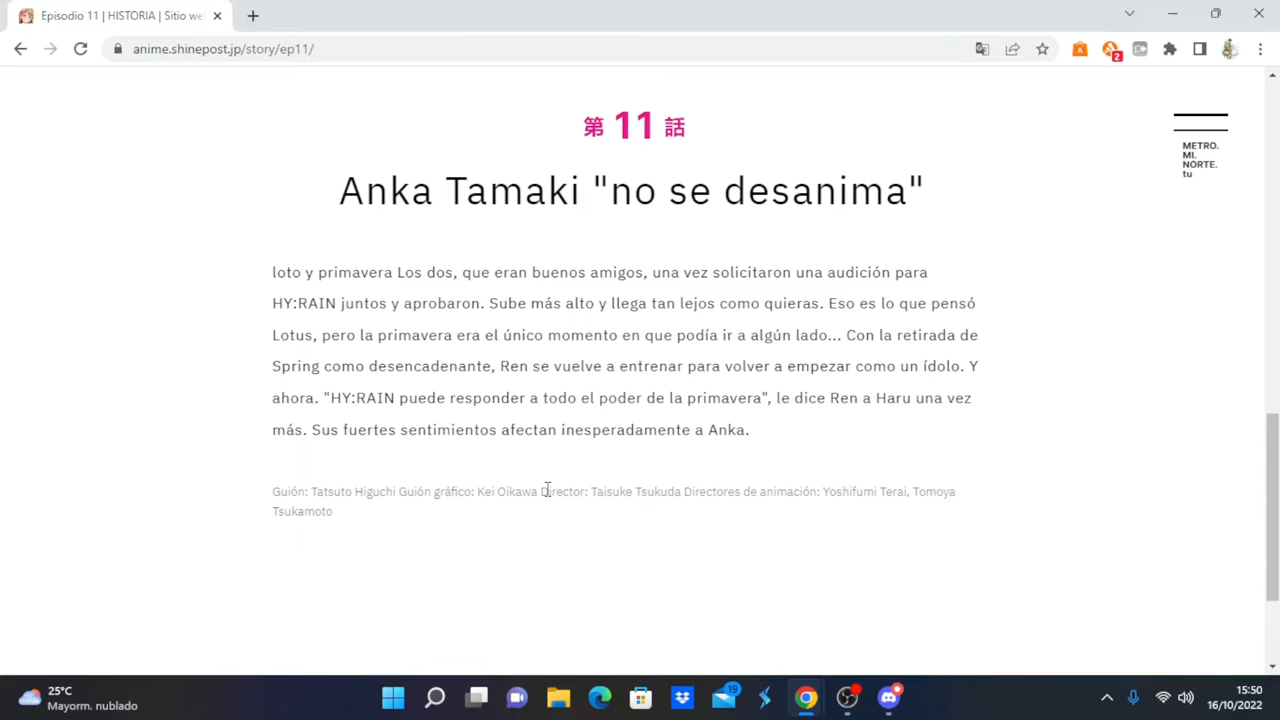 Episodio 11 | HISTORIA | Sitio we
anime.shinepost.jp/story/ep11/
2
第 11 話
METRO.
MI.
NORTE.
tu
Anka Tamaki "no se desanima"
loto y primavera Los dos, que eran buenos amigos, una vez solicitaron una audición para
HY:RAIN juntos y aprobaron. Sube más alto y llega tan lejos como quieras. Eso es lo que pensó
Lotus, pero la primavera era el único momento en que podía ir a algún lado... Con la retirada de
Spring como desencadenante, Ren se vuelve a entrenar para volver a empezar como un ídolo. Y
ahora. "HY:RAIN puede responder a todo el poder de la primavera", le dice Ren a Haru una vez
más. Sus fuertes sentimientos afectan inesperadamente a Anka.
Guión: Tatsuto Higuchi Guión gráfico: Kei Oikawa Director: Taisuke Tsukuda Directores de animación: Yoshifumi Terai, Tomoya
Tsukamoto
25°C
Mayorm. nublado
19
15:50
16/10/2022